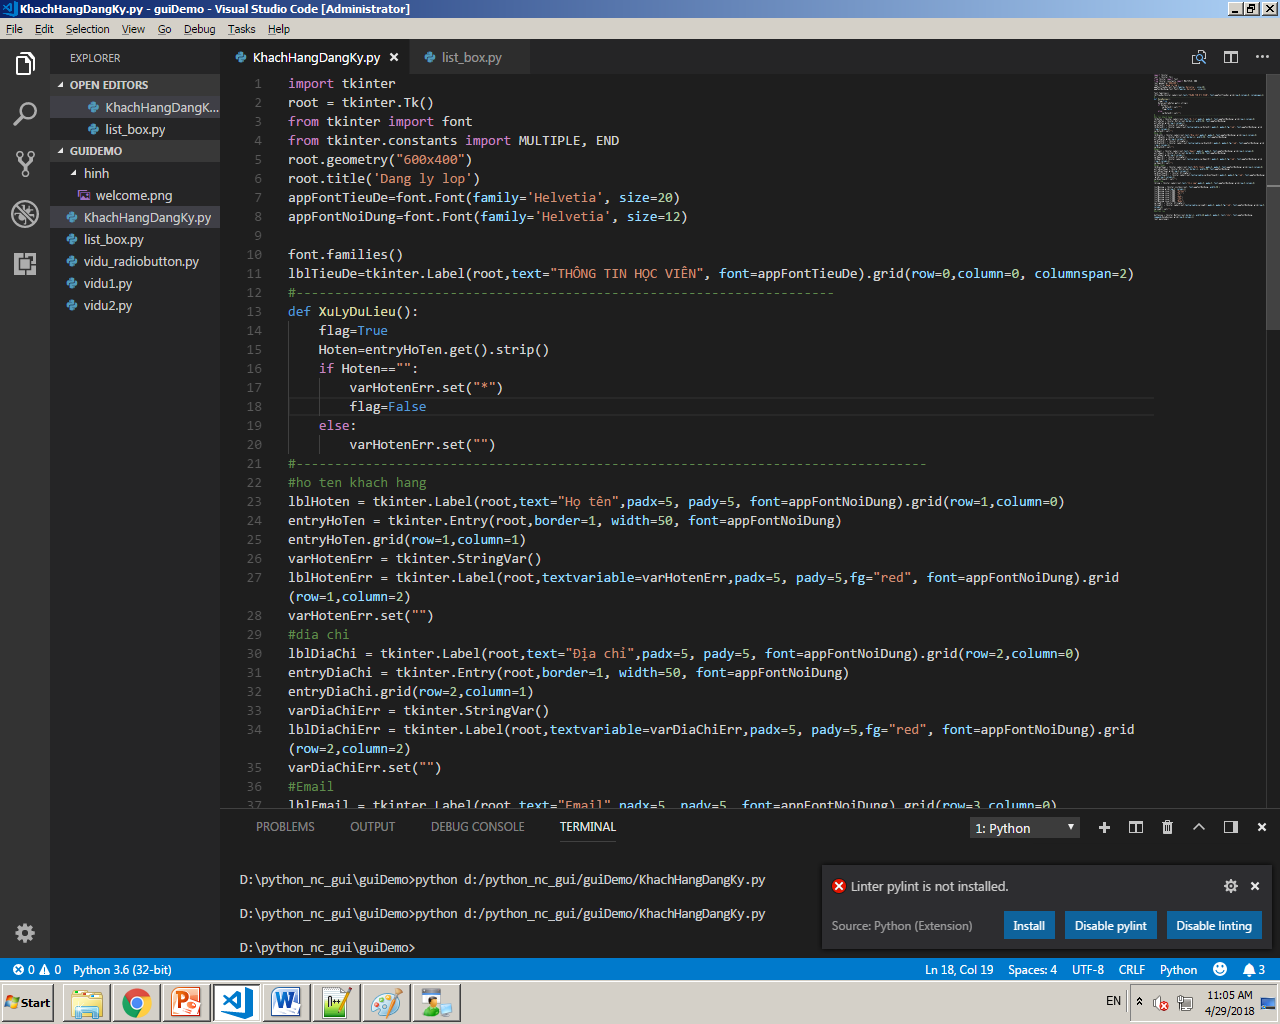 KhachHangDangKy.py - guiDemo - Visual Studio Code [Administrator]
File Edit Selection View Go Debug Tasks Help
EXPLORER
OPEN EDITORS
KhachHangDangK...
list_box.py
GUIDEMO
hinh
welcome.png
KhachHangDangKy.py
list_box.py
vidu_radiobutton.py
vidu1.py
vidu2.py
KhachHangDangKy.py list_box.py
1 import tkinter
2 root = tkinter.Tk()
3 from tkinter import font
4 from tkinter.constants import MULTIPLE, END
5 root.geometry("600x400")
6 root.title('Dang ly lop')
7 appFontTieuDe=font.Font(family='Helvetia', size=20)
8 appFontNoiDung=font.Font(family='Helvetia', size=12)
9
10 font.families()
11 lblTieuDe=tkinter.Label(root,text="THÔNG TIN HỌC VIÊN", font=appFontTieuDe).grid(row=0,column=0, columnspan=2)
12 #----------------------------------------------------------------------
13 def XuLyDuLieu():
14 flag=True
15 Hoten=entryHoTen.get().strip()
16 if Hoten=="":
17 varHotenErr.set("*")
18 flag=False
19 else:
20 varHotenErr.set("")
21 #----------------------------------------------------------------------------------
22 #ho ten khach hang
23 lblHoten = tkinter.Label(root,text="Họ tên",padx=5, pady=5, font=appFontNoiDung).grid(row=1,column=0)
24 entryHoTen = tkinter.Entry(root,border=1, width=50, font=appFontNoiDung)
25 entryHoTen.grid(row=1,column=1)
26 varHotenErr = tkinter.StringVar()
27 lblHotenErr = tkinter.Label(root,textvariable=varHotenErr,padx=5, pady=5,fg="red", font=appFontNoiDung).grid
(row=1,column=2)
28 varHotenErr.set("")
29 #dia chi
30 lblDiaChi = tkinter.Label(root,text="Địa chỉ",padx=5, pady=5, font=appFontNoiDung).grid(row=2,column=0)
31 entryDiaChi = tkinter.Entry(root,border=1, width=50, font=appFontNoiDung)
32 entryDiaChi.grid(row=2,column=1)
33 varDiaChiErr = tkinter.StringVar()
34 lblDiaChiErr = tkinter.Label(root,textvariable=varDiaChiErr,padx=5, pady=5,fg="red", font=appFontNoiDung).grid
(row=2,column=2)
35 varDiaChiErr.set("")
36 #Email
37 lblEmail = tkinter.Label(root,text="Email",padx=5, pady=5, font=appFontNoiDung).grid(row=3,column=0)
PROBLEMS OUTPUT DEBUG CONSOLE TERMINAL 1: Python
D:\python_nc_gui\guiDemo>python d:/python_nc_gui/guiDemo/KhachHangDangKy.py
D:\python_nc_gui\guiDemo>python d:/python_nc_gui/guiDemo/KhachHangDangKy.py
D:\python_nc_gui\guiDemo>
Linter pylint is not installed.
Source: Python (Extension) Install Disable pylint Disable linting
0 0 Python 3.6 (32-bit) Ln 18, Col 19 Spaces: 4 UTF-8 CRLF Python 3
Start EN 11:05 AM
4/29/2018